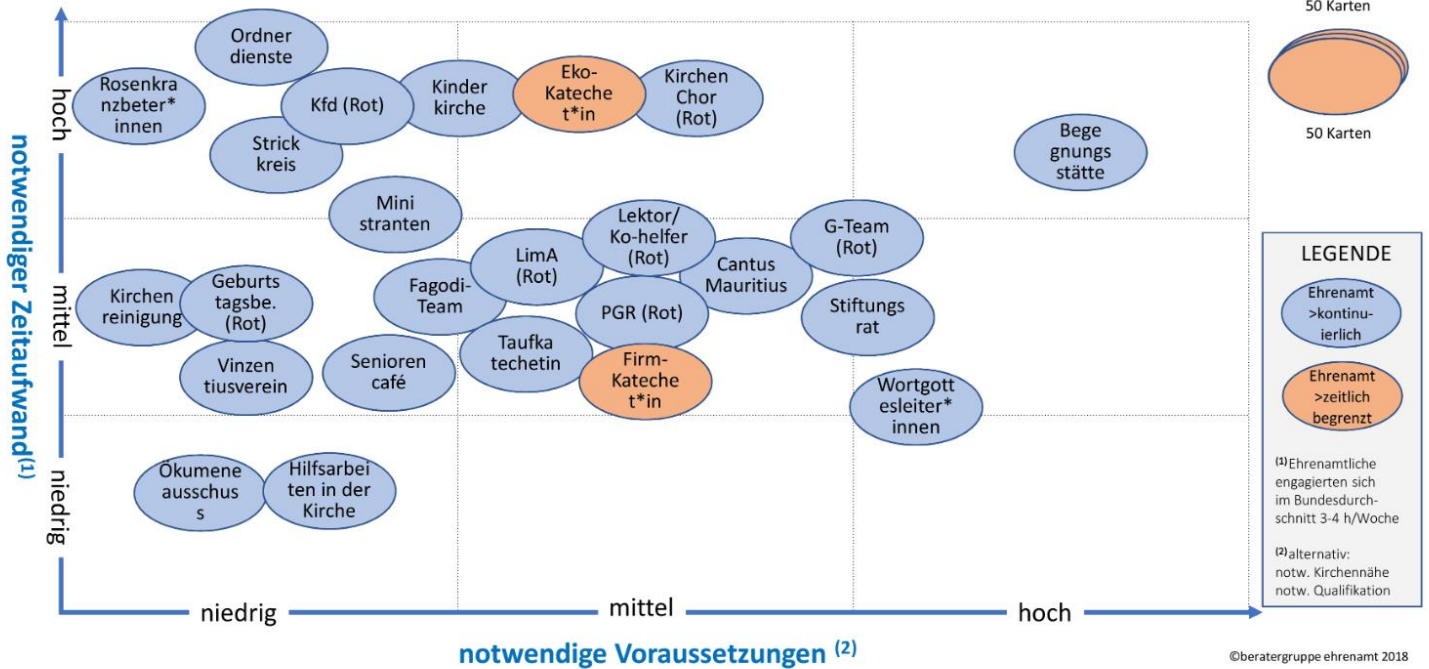 50 Karten
50 Karten
notwendiger Zeitaufwand(1)
hoch
mittel
niedrig
Ordner
dienste
Rosenkra
nzbeter*
innen
Kfd (Rot)
Kinder
kirche
Eko-
Kateche
t*in
Kirchen
Chor
(Rot)
Strick
kreis
Bege
gnungs
stätte
Mini
stranten
Lektor/
Ko-helfer
(Rot)
G-Team
(Rot)
LimA
(Rot)
Cantus
Mauritius
Kirchen
reinigung
Geburts
tagsbe.
(Rot)
Fagodi-
Team
PGR (Rot)
Stiftungs
rat
Vinzen
tiusverein
Senioren
café
Taufka
techetin
Firm-
Kateche
t*in
Wortgott
esleiter*
innen
Ökumene
ausschus
s
Hilfsarbei
ten in der
Kirche
niedrig
mittel
hoch
notwendige Voraussetzungen (2)
LEGENDE
Ehrenamt
>kontinu-
ierlich
Ehrenamt
>zeitlich
begrenzt
(1)Ehrenamtliche
engagierten sich
im Bundesdurch-
schnitt 3-4 h/Woche
(2)alternativ:
notw. Kirchennähe
notw. Qualifikation
©beratergruppe ehrenamt 2018